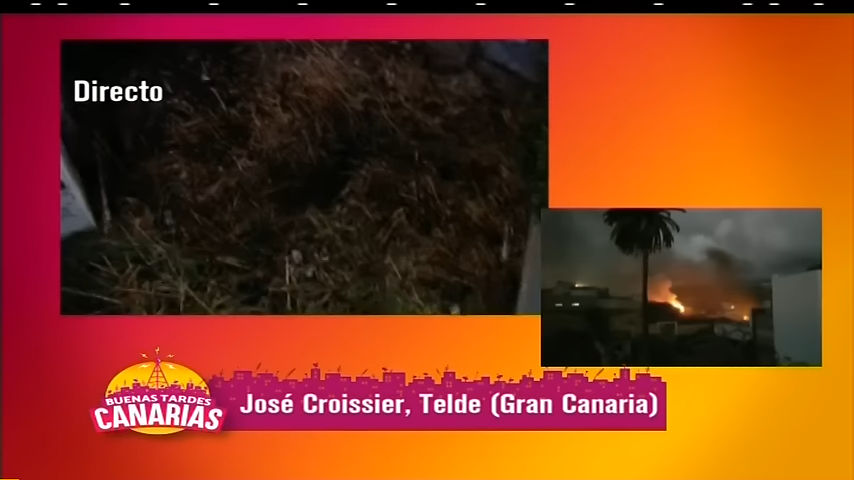 Directo
BUENAS TARDES
CANARIAS
José Croissier, Telde (Gran Canaria)